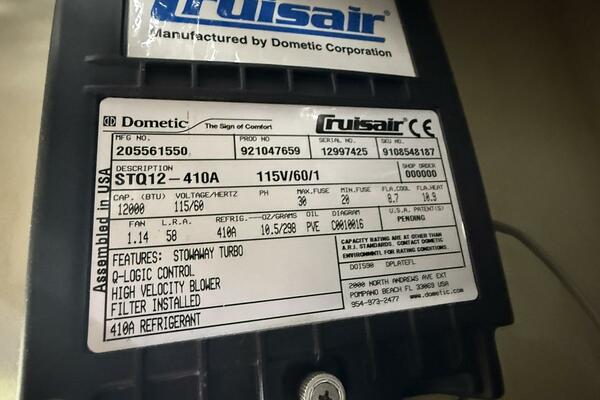 Cruisair
Manufactured by Dometic Corporation
Dometic The Sign of Comfort Cruisair CE
MFG NO. PROD NO SERIAL NO. SKU NO.
205561550 921047659 12997425 9108548187
DESCRIPTION SHOP ORDER
STQ12-410A 115V/60/1 000000
CAP. (BTU) VOLTAGE/HERTZ PH MAX.FUSE MIN.FUSE FLA.COOL FLA.HEAT
12000 115/60 30 20 8.7 10.9
FAN L.R.A. REFRIG.--OZ/GRAMS OIL DIAGRAM U.S.A. PATENT(S)
1.14 58 410A 10.5/298 PVE C0010016 PENDING
FEATURES: STOWAWAY TURBO
Q-LOGIC CONTROL
HIGH VELOCITY BLOWER
FILTER INSTALLED
410A REFRIGERANT
CAPACITY RATING ARE AT OTHER THAN
A.R.I. STANDARDS. CONTACT DOMETIC
ENVIRONMNTL FOR RATING CONDITIONS.
DOIS90 DPLATEFL
2000 NORTH ANDREWS AVE EXT
POMPANO BEACH FL 33069 USA
954-973-2477 www.dometic.com
Assembled in USA